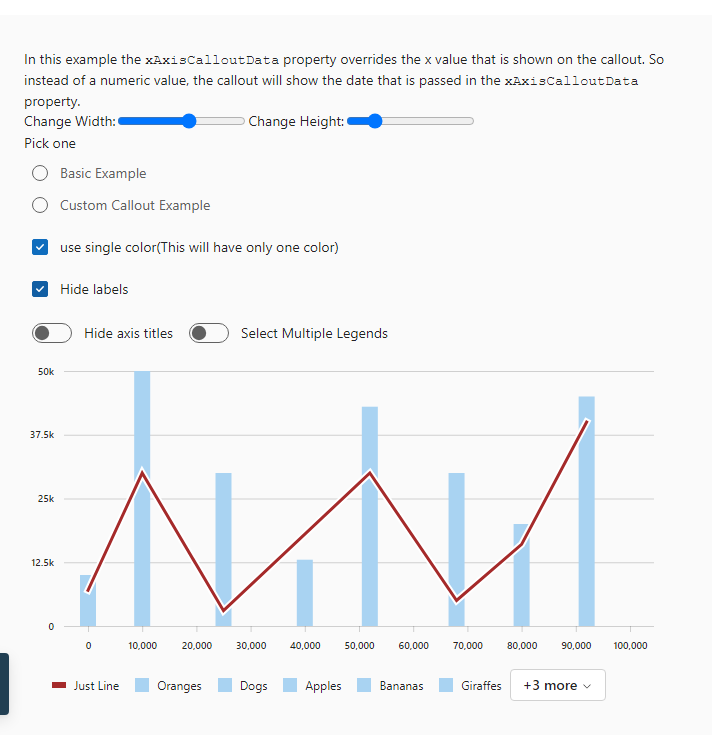 In this example the xAxisCalloutData property overrides the x value that is shown on the callout. So
instead of a numeric value, the callout will show the date that is passed in the xAxisCalloutData
property.
Change Width: Change Height:
Pick one
Basic Example
Custom Callout Example
use single color(This will have only one color)
Hide labels
Hide axis titles Select Multiple Legends
50k
37.5k
25k
12.5k
0
0 10,000 20,000 30,000 40,000 50,000 60,000 70,000 80,000 90,000 100,000
Just Line Oranges Dogs Apples Bananas Giraffes +3 more